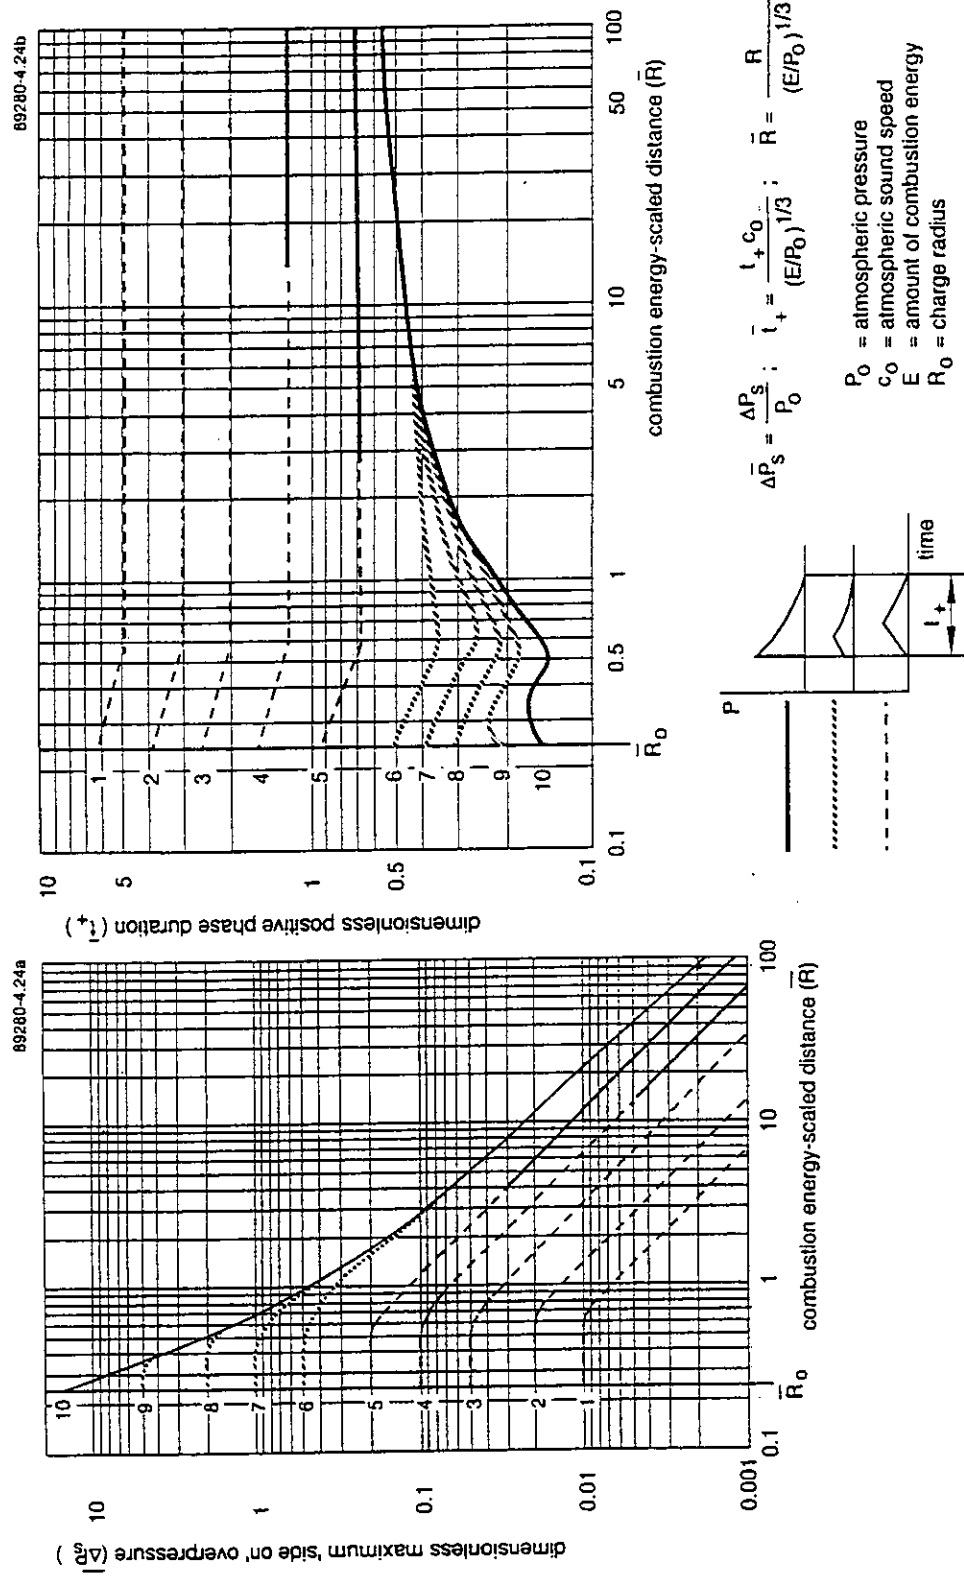 89280-4.24a
dimensionless maximum 'side on' overpressure (ΔP̅s)
10
1
0.1
0.01
0.001
10
9
8
7
6
5
4
3
2
1
R̅o
0.1
1
10
100
combustion energy-scaled distance (R̅)
89280-4.24b
dimensionless positive phase duration (t̅+)
10
5
1
0.5
0.1
1
2
3
4
5
6
7
8
9
10
R̅o
0.1
0.5
1
5
10
50
100
combustion energy-scaled distance (R̅)
P
t+
time
ΔP̅s = ΔPs / Po ; t̅+ = t+ co / (E/Po)1/3 ; R̅ = R / (E/Po)1/3
Po = atmospheric pressure
co = atmospheric sound speed
E = amount of combustion energy
Ro = charge radius